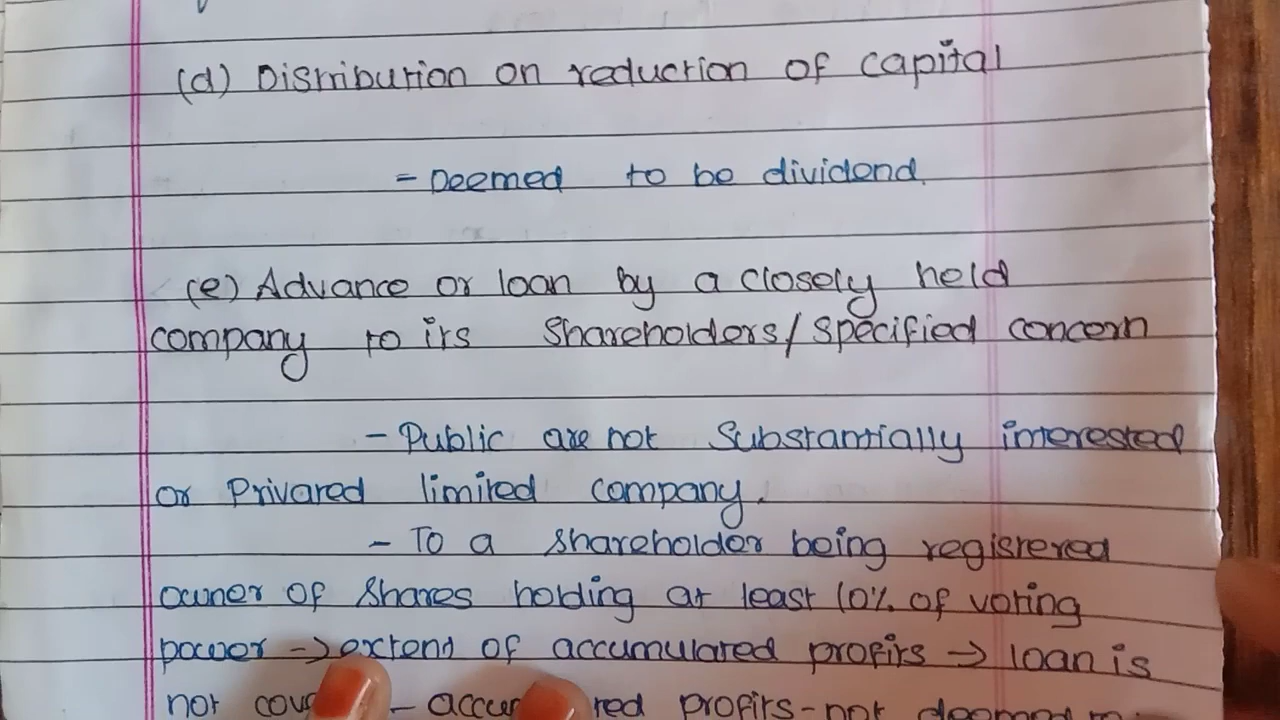 (d) Distribution on reduction of capital
- Deemed to be dividend.
(e) Advance or loan by a closely held
company to its Shareholders/Specified concern
- Public are not Substantially interested
or Privated limited company.
- To a shareholder being registered
owner of shares holding at least 10% of voting
power → extend of accumulated profits → loan is
not profits - not deemed